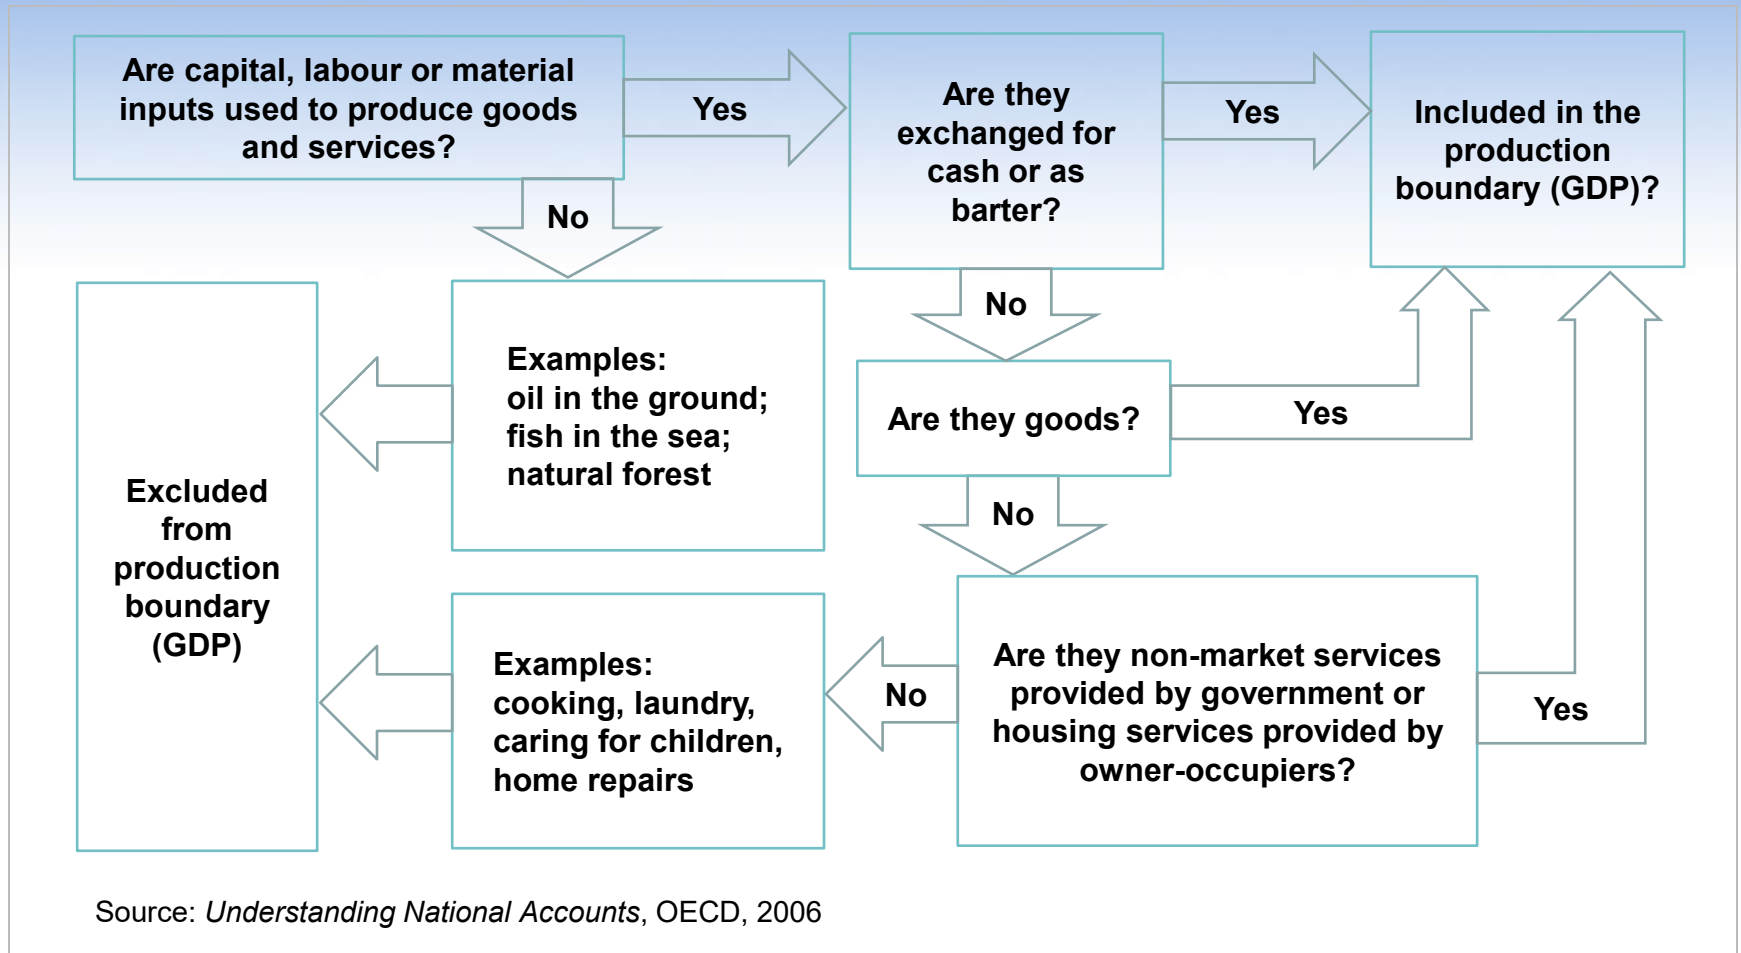 Are capital, labour or material
inputs used to produce goods
and services?
Yes
Are they
exchanged for
cash or as
barter?
Yes
Included in the
production
boundary (GDP)?
No
No
Examples:
oil in the ground;
fish in the sea;
natural forest
Are they goods?
Yes
No
Excluded
from
production
boundary
(GDP)
Examples:
cooking, laundry,
caring for children,
home repairs
No
Are they non-market services
provided by government or
housing services provided by
owner-occupiers?
Yes
Source: Understanding National Accounts, OECD, 2006